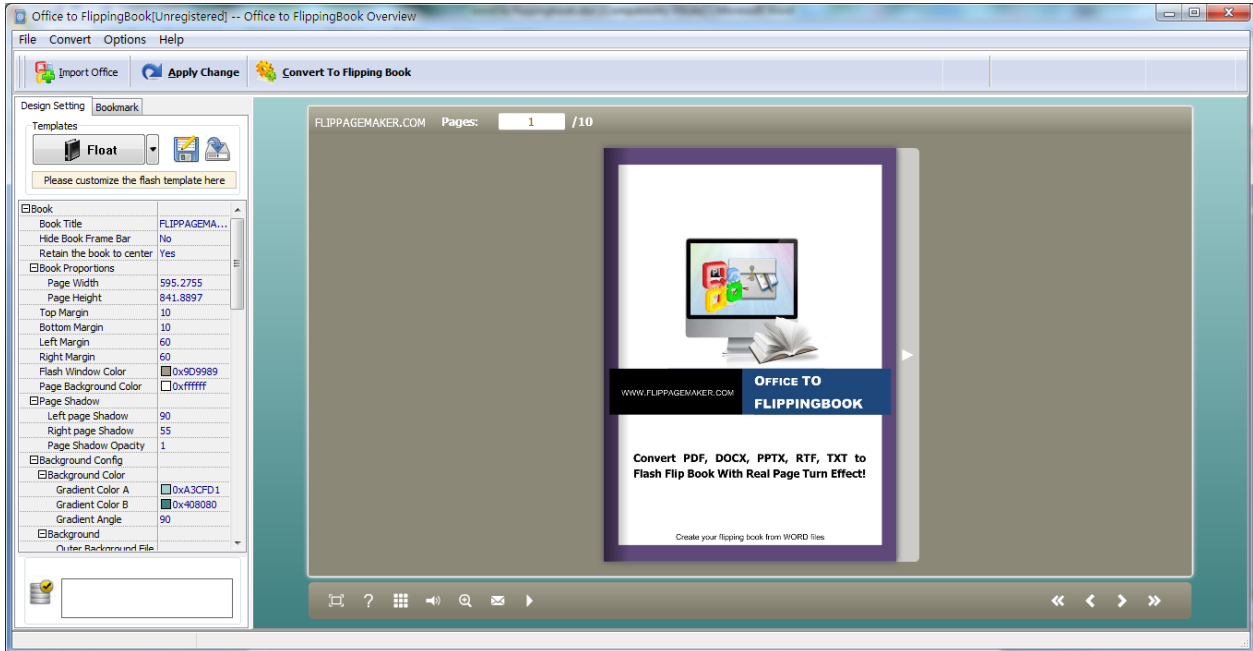 Office to FlippingBook[Unregistered] -- Office to FlippingBook Overview
File Convert Options Help
Import Office Apply Change Convert To Flipping Book
Design Setting Bookmark
Templates
Float
Please customize the flash template here
Book
Book Title FLIPPAGEMA...
Hide Book Frame Bar No
Retain the book to center Yes
Book Proportions
Page Width 595.2755
Page Height 841.8897
Top Margin 10
Bottom Margin 10
Left Margin 60
Right Margin 60
Flash Window Color 0x9D9989
Page Background Color 0xffffff
Page Shadow
Left page Shadow 90
Right page Shadow 55
Page Shadow Opacity 1
Background Config
Background Color
Gradient Color A 0xA3CFD1
Gradient Color B 0x408080
Gradient Angle 90
Background
Outer Background File
FLIPPAGEMAKER.COM Pages: 1 /10
WWW.FLIPPAGEMAKER.COM
OFFICE TO
FLIPPINGBOOK
Convert PDF, DOCX, PPTX, RTF, TXT to
Flash Flip Book With Real Page Turn Effect!
Create your flipping book from WORD files